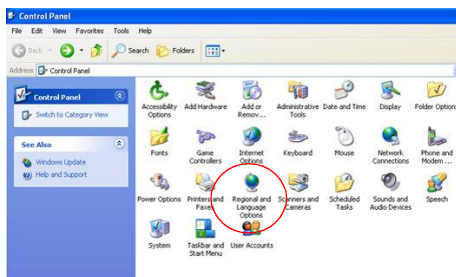 Control Panel
File Edit View Favorites Tools Help
Back Search Folders
Address Control Panel
Control Panel
Switch to Category View
See Also
Windows Update
Help and Support
Accessibility Options
Add Hardware
Add or Remov...
Administrative Tools
Date and Time
Display
Folder Option
Fonts
Game Controllers
Internet Options
Keyboard
Mouse
Network Connections
Phone and Modem ...
Power Options
Printers and Faxes
Regional and Language Options
Scanners and Cameras
Scheduled Tasks
Sounds and Audio Devices
Speech
System
Taskbar and Start Menu
User Accounts